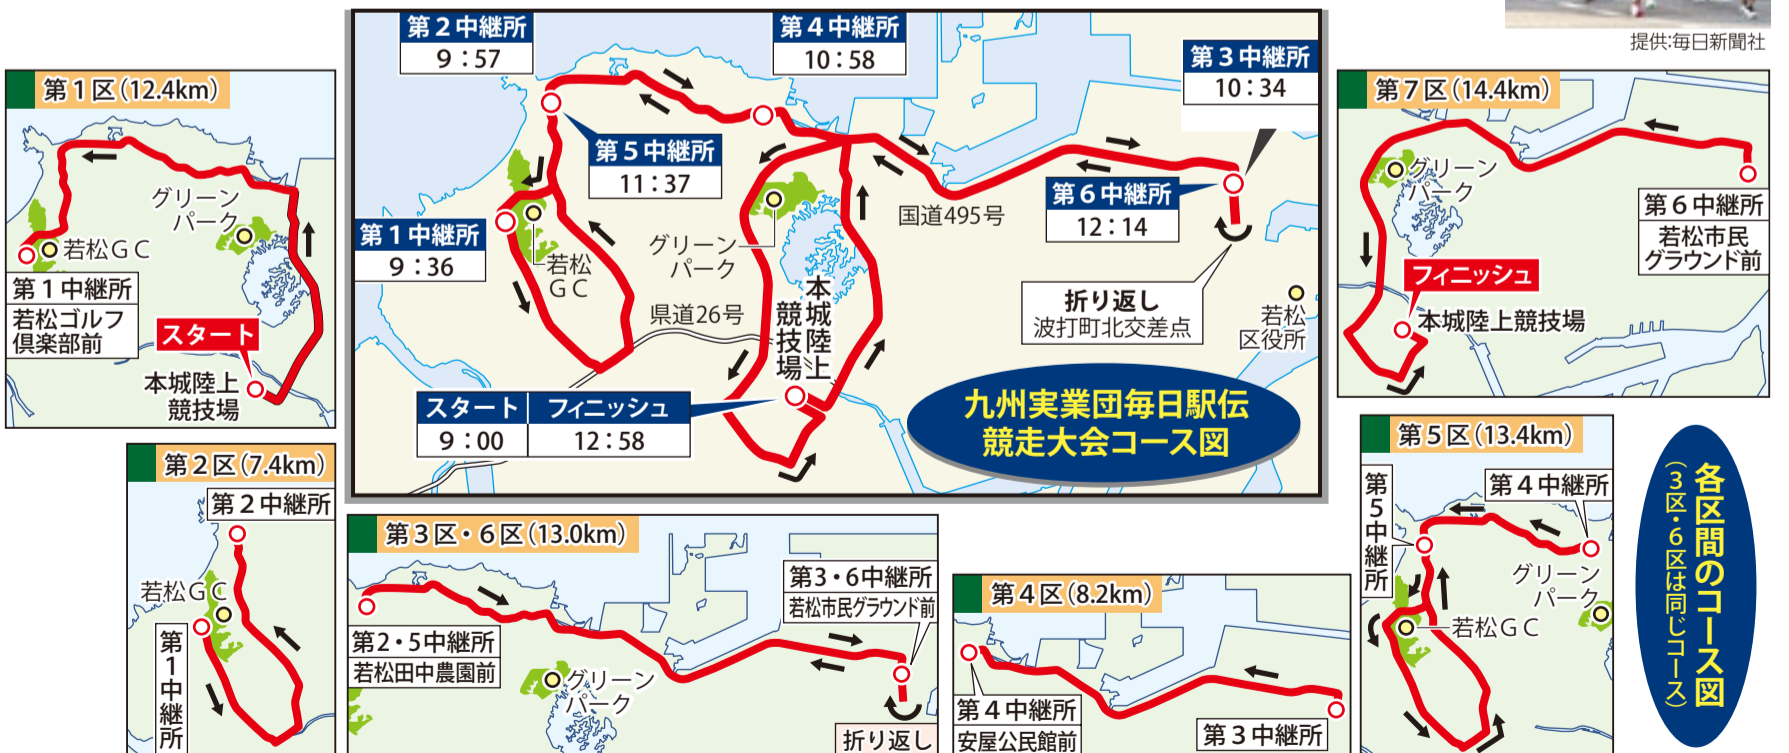 提供:毎日新聞社
第1区(12.4km)
グリーン
パーク
若松GC
第1中継所
若松ゴルフ
倶楽部前
スタート
本城陸上
競技場
第2中継所
9:57
第4中継所
10:58
第3中継所
10:34
第5中継所
11:37
第1中継所
9:36
第6中継所
12:14
国道495号
若松
GC
グリーン
パーク
県道26号
本城陸上
競技場
折り返し
波打町北交差点
若松
区役所
スタート
9:00
フィニッシュ
12:58
九州実業団毎日駅伝
競走大会コース図
第7区(14.4km)
グリーン
パーク
第6中継所
若松市民
グラウンド前
フィニッシュ
本城陸上競技場
第2区(7.4km)
第2中継所
若松GC
第1中継所
第3区・6区(13.0km)
第3・6中継所
若松市民グラウンド前
第2・5中継所
若松田中農園前
グリーン
パーク
折り返し
第4区(8.2km)
第4中継所
安屋公民館前
第3中継所
第5区(13.4km)
第4中継所
第5中継所
グリーン
パーク
若松GC
各区間のコース図
(3区・6区は同じコース)